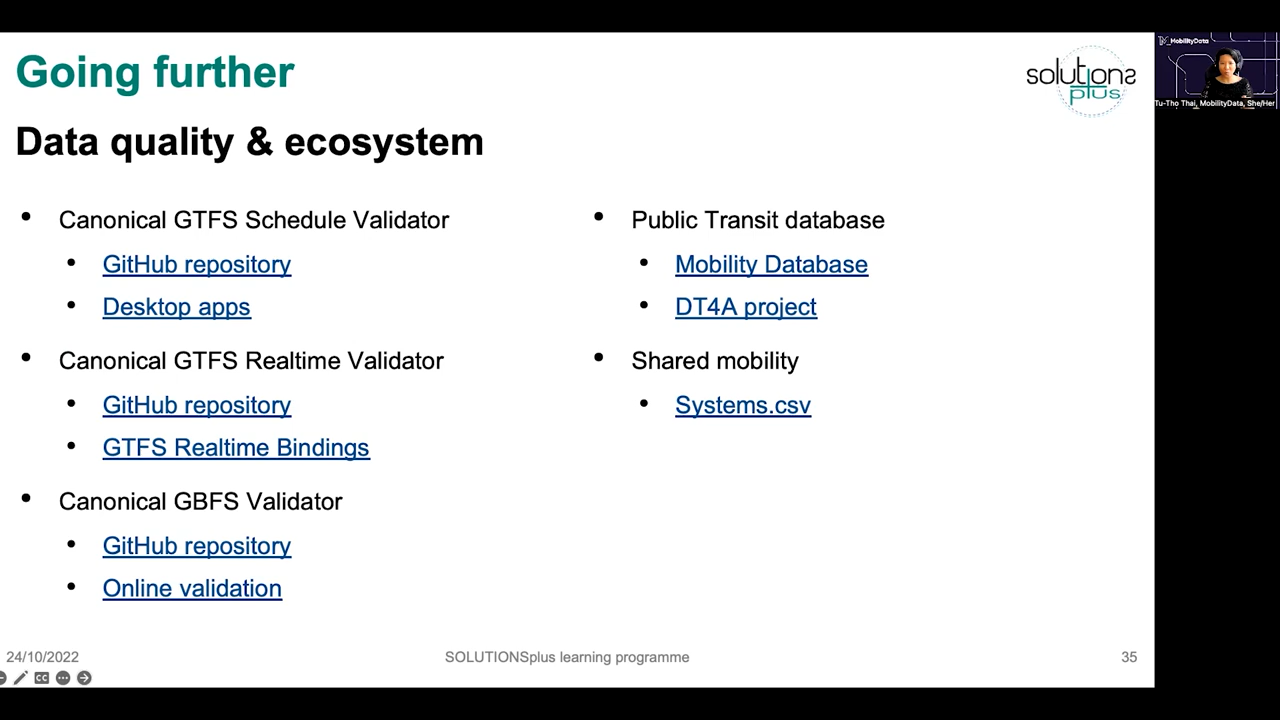 Going further
solutions
plus
MobilityData
Tu-Tho Thai, MobilityData, She/Her
Data quality & ecosystem
• Canonical GTFS Schedule Validator
• GitHub repository
• Desktop apps
• Canonical GTFS Realtime Validator
• GitHub repository
• GTFS Realtime Bindings
• Canonical GBFS Validator
• GitHub repository
• Online validation
• Public Transit database
• Mobility Database
• DT4A project
• Shared mobility
• Systems.csv
24/10/2022
SOLUTIONSplus learning programme
35
CC